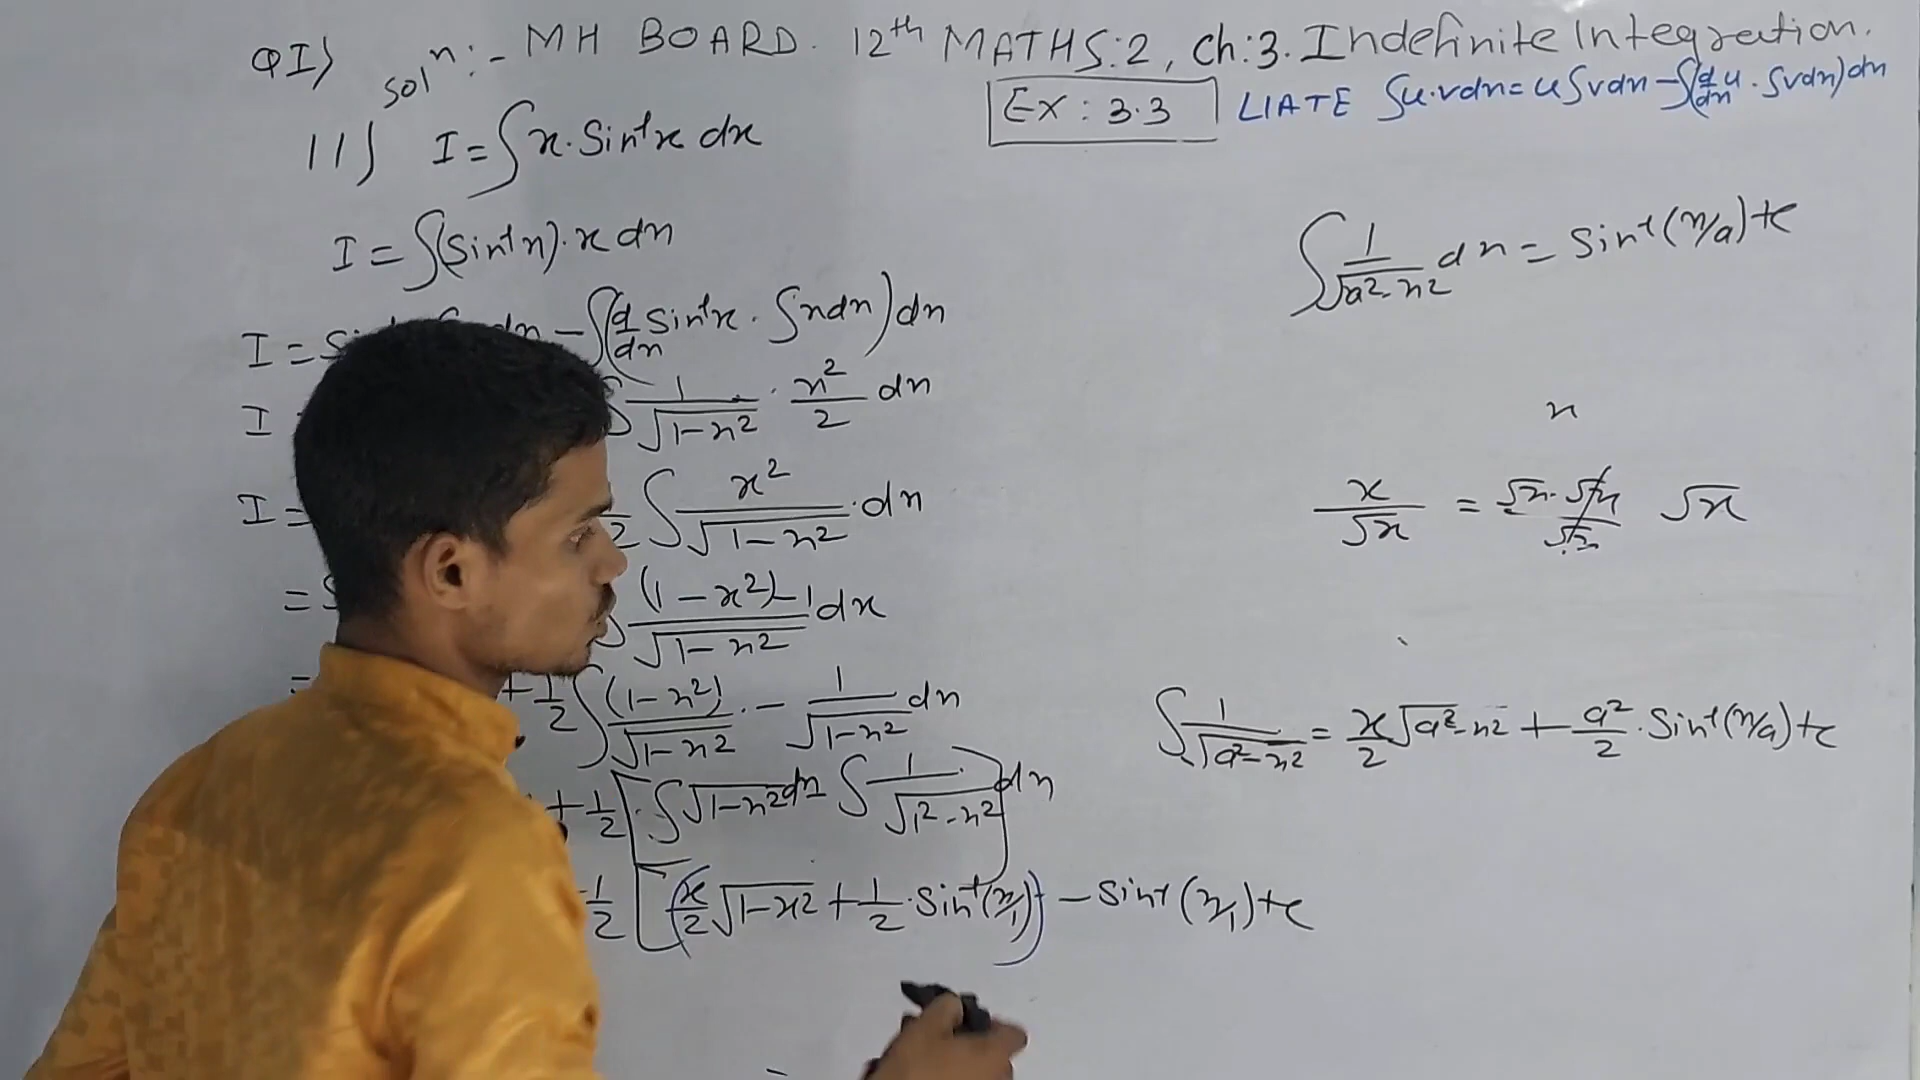 QI) solⁿ:- MH BOARD. 12th MATHS:2, Ch:3. Indefinite Integration.
Ex : 3.3 LIATE ∫u.vdx = u∫vdx - ∫(d/dx u . ∫vdx)dx
11) I = ∫x. Sin⁻¹x dx
I = ∫(Sin⁻¹x). x dx
∫ 1/√(a²-x²) dx = Sin⁻¹(x/a)+c
I = dx - ∫(d/dx Sin⁻¹x . ∫xdx)dx
I ∫ 1/√(1-x²) . x²/2 dx
x
I = ∫ x²/√(1-x²) .dx
x/√x = √x.√x/√x √x
= ∫ (1-x²)-1/√(1-x²) dx
= +1/2 ∫ (1-x²)/√(1-x²) . - 1/√(1-x²) dx
∫ 1/√(a²-x²) = x/2 √(a²-x²) + a²/2 . Sin⁻¹(x/a)+c
+1/2 [∫√(1-x²)dx ∫ 1/√(1²-x²) dx]
1/2 [(x/2 √(1-x²) + 1/2 .Sin⁻¹(x/1)) - Sin⁻¹(x/1)+c